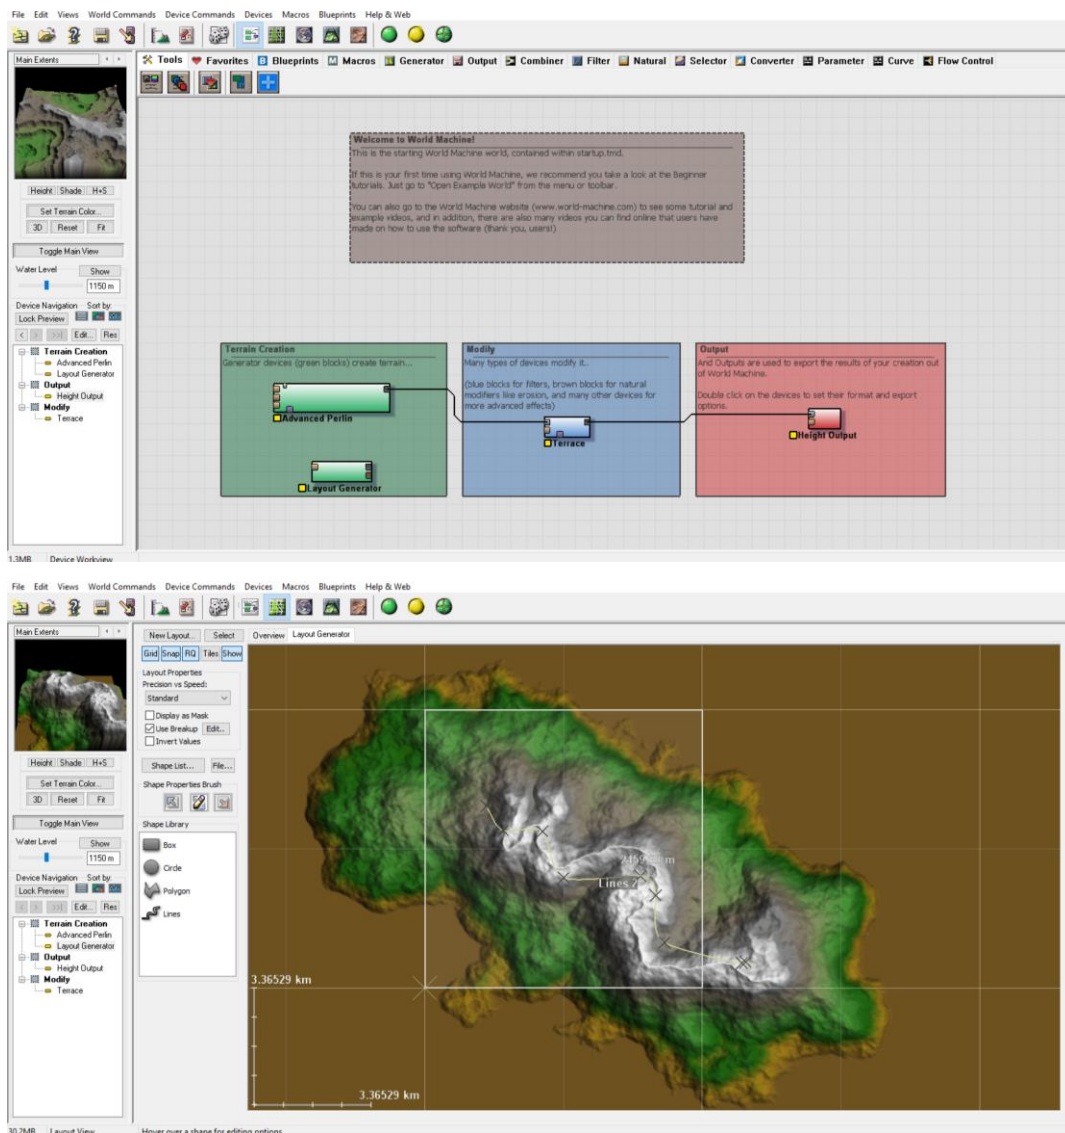 File Edit Views World Commands Device Commands Devices Macros Blueprints Help & Web
Main Extents
Tools Favorites Blueprints Macros Generator Output Combiner Filter Natural Selector Converter Parameter Curve Flow Control
Height Shade H+S
Set Terrain Color...
3D Reset Fit
Toggle Main View
Water Level Show
1150 m
Device Navigation Sort by:
Lock Preview
Edit... Res
Terrain Creation
Advanced Perlin
Layout Generator
Output
Height Output
Modify
Terrace
Welcome to World Machine!
This is the starting World Machine world, contained within startup.tmd.
If this is your first time using World Machine, we recommend you take a look at the Beginner
tutorials. Just go to "Open Example World" from the menu or toolbar.
You can also go to the World Machine website (www.world-machine.com) to see some tutorial and
example videos, and in addition, there are also many videos you can find online that users have
made on how to use the software (thank you, users!)
Terrain Creation
Generator devices (green blocks) create terrain...
Advanced Perlin
Layout Generator
Modify
Many types of devices modify it..
(blue blocks for filters, brown blocks for natural
modifiers like erosion, and many other devices for
more advanced effects)
Terrace
Output
And Outputs are used to export the results of your creation out
of World Machine.
Double click on the devices to set their format and export
options.
Height Output
1.3MB Device Workview
File Edit Views World Commands Device Commands Devices Macros Blueprints Help & Web
Main Extents
Height Shade H+S
Set Terrain Color...
3D Reset Fit
Toggle Main View
Water Level Show
1150 m
Device Navigation Sort by:
Lock Preview
Edit... Res
Terrain Creation
Advanced Perlin
Layout Generator
Output
Height Output
Modify
Terrace
New Layout... Select
Grid Snap RQ Tiles Show
Layout Properties
Precision vs Speed:
Standard
Display as Mask
Use Breakup Edit...
Invert Values
Shape List... File...
Shape Properties Brush
Shape Library
Box
Circle
Polygon
Lines
Overview Layout Generator
Lines 2
3.36529 km
3.36529 km
30.2MB Layout View Hover over a shape for editing options